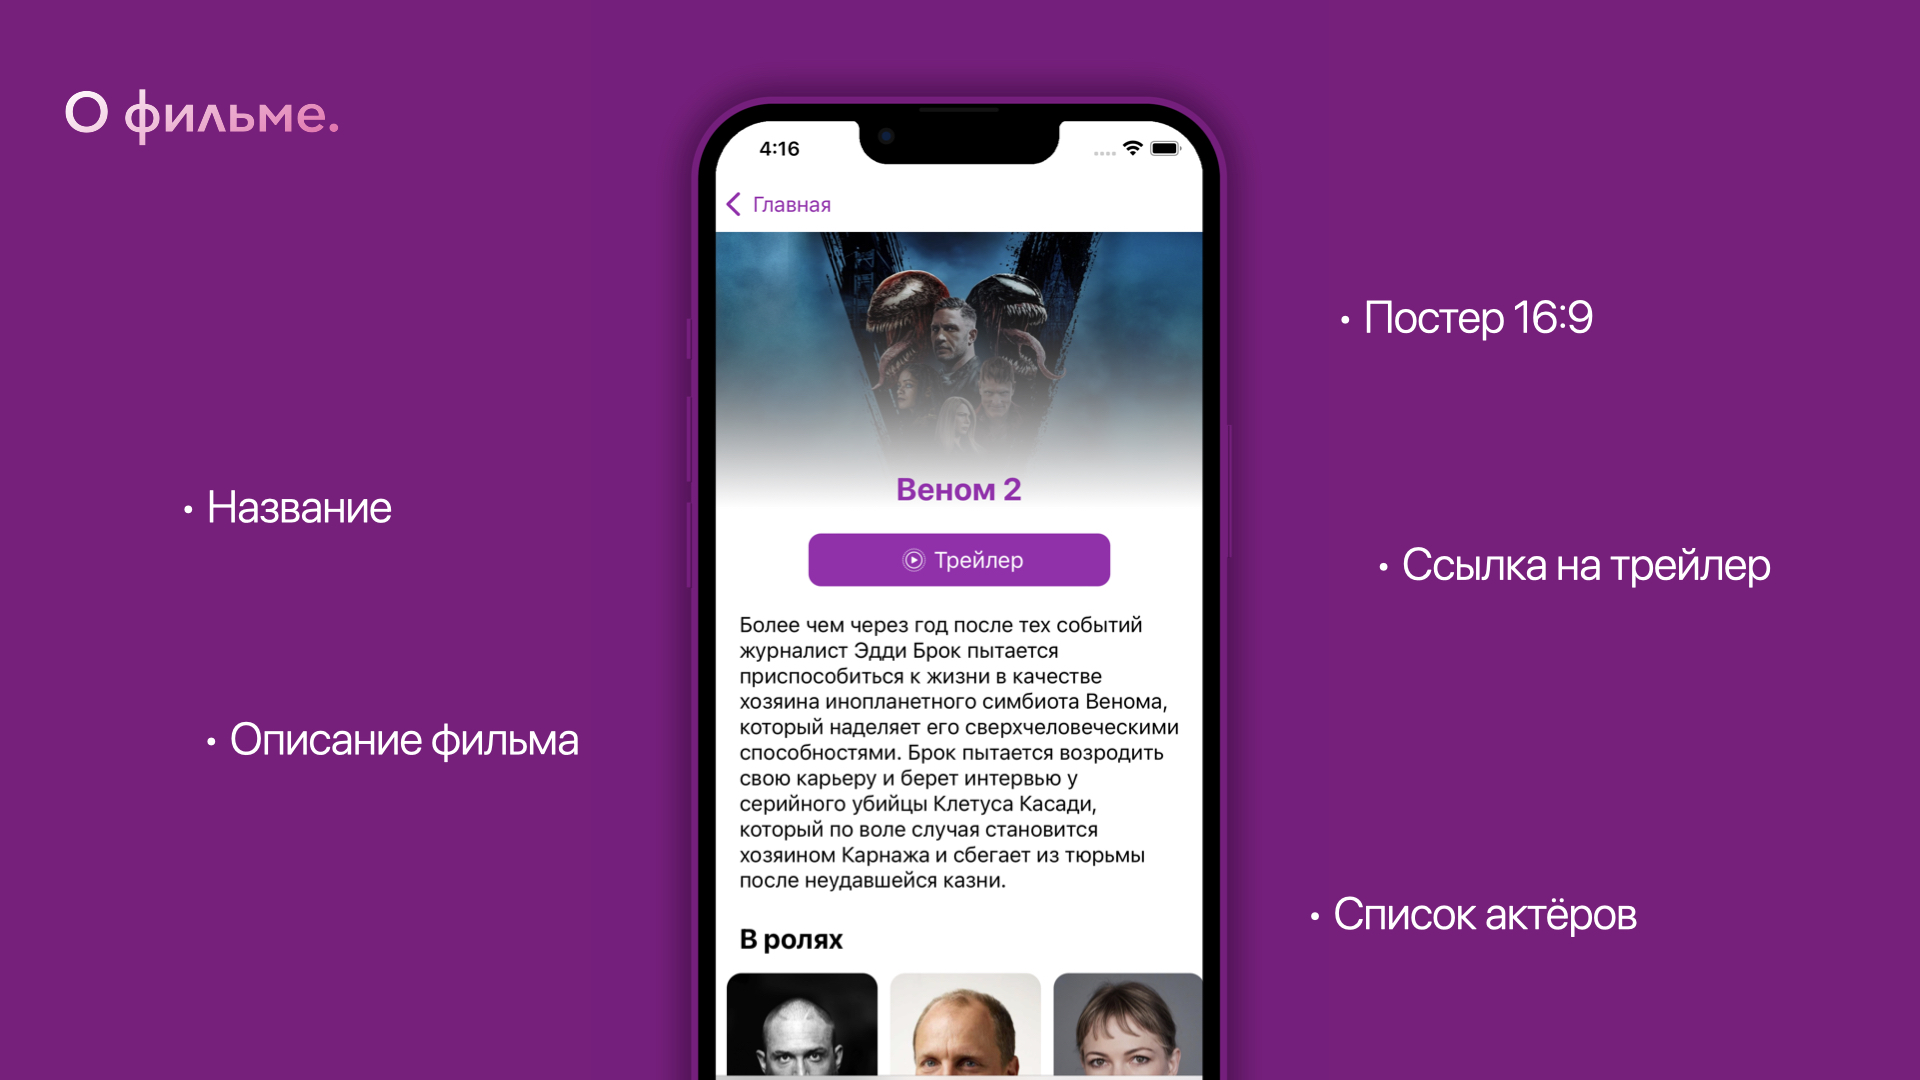 О фильме.
4:16
Главная
Постер 16:9
Веном 2
Название
Трейлер
Ссылка на трейлер
Более чем через год после тех событий
журналист Эдди Брок пытается
приспособиться к жизни в качестве
хозяина инопланетного симбиота Венома,
который наделяет его сверхчеловеческими
способностями. Брок пытается возродить
свою карьеру и берет интервью у
серийного убийцы Клетуса Касади,
который по воле случая становится
хозяином Карнажа и сбегает из тюрьмы
после неудавшейся казни.
Описание фильма
Список актёров
В ролях